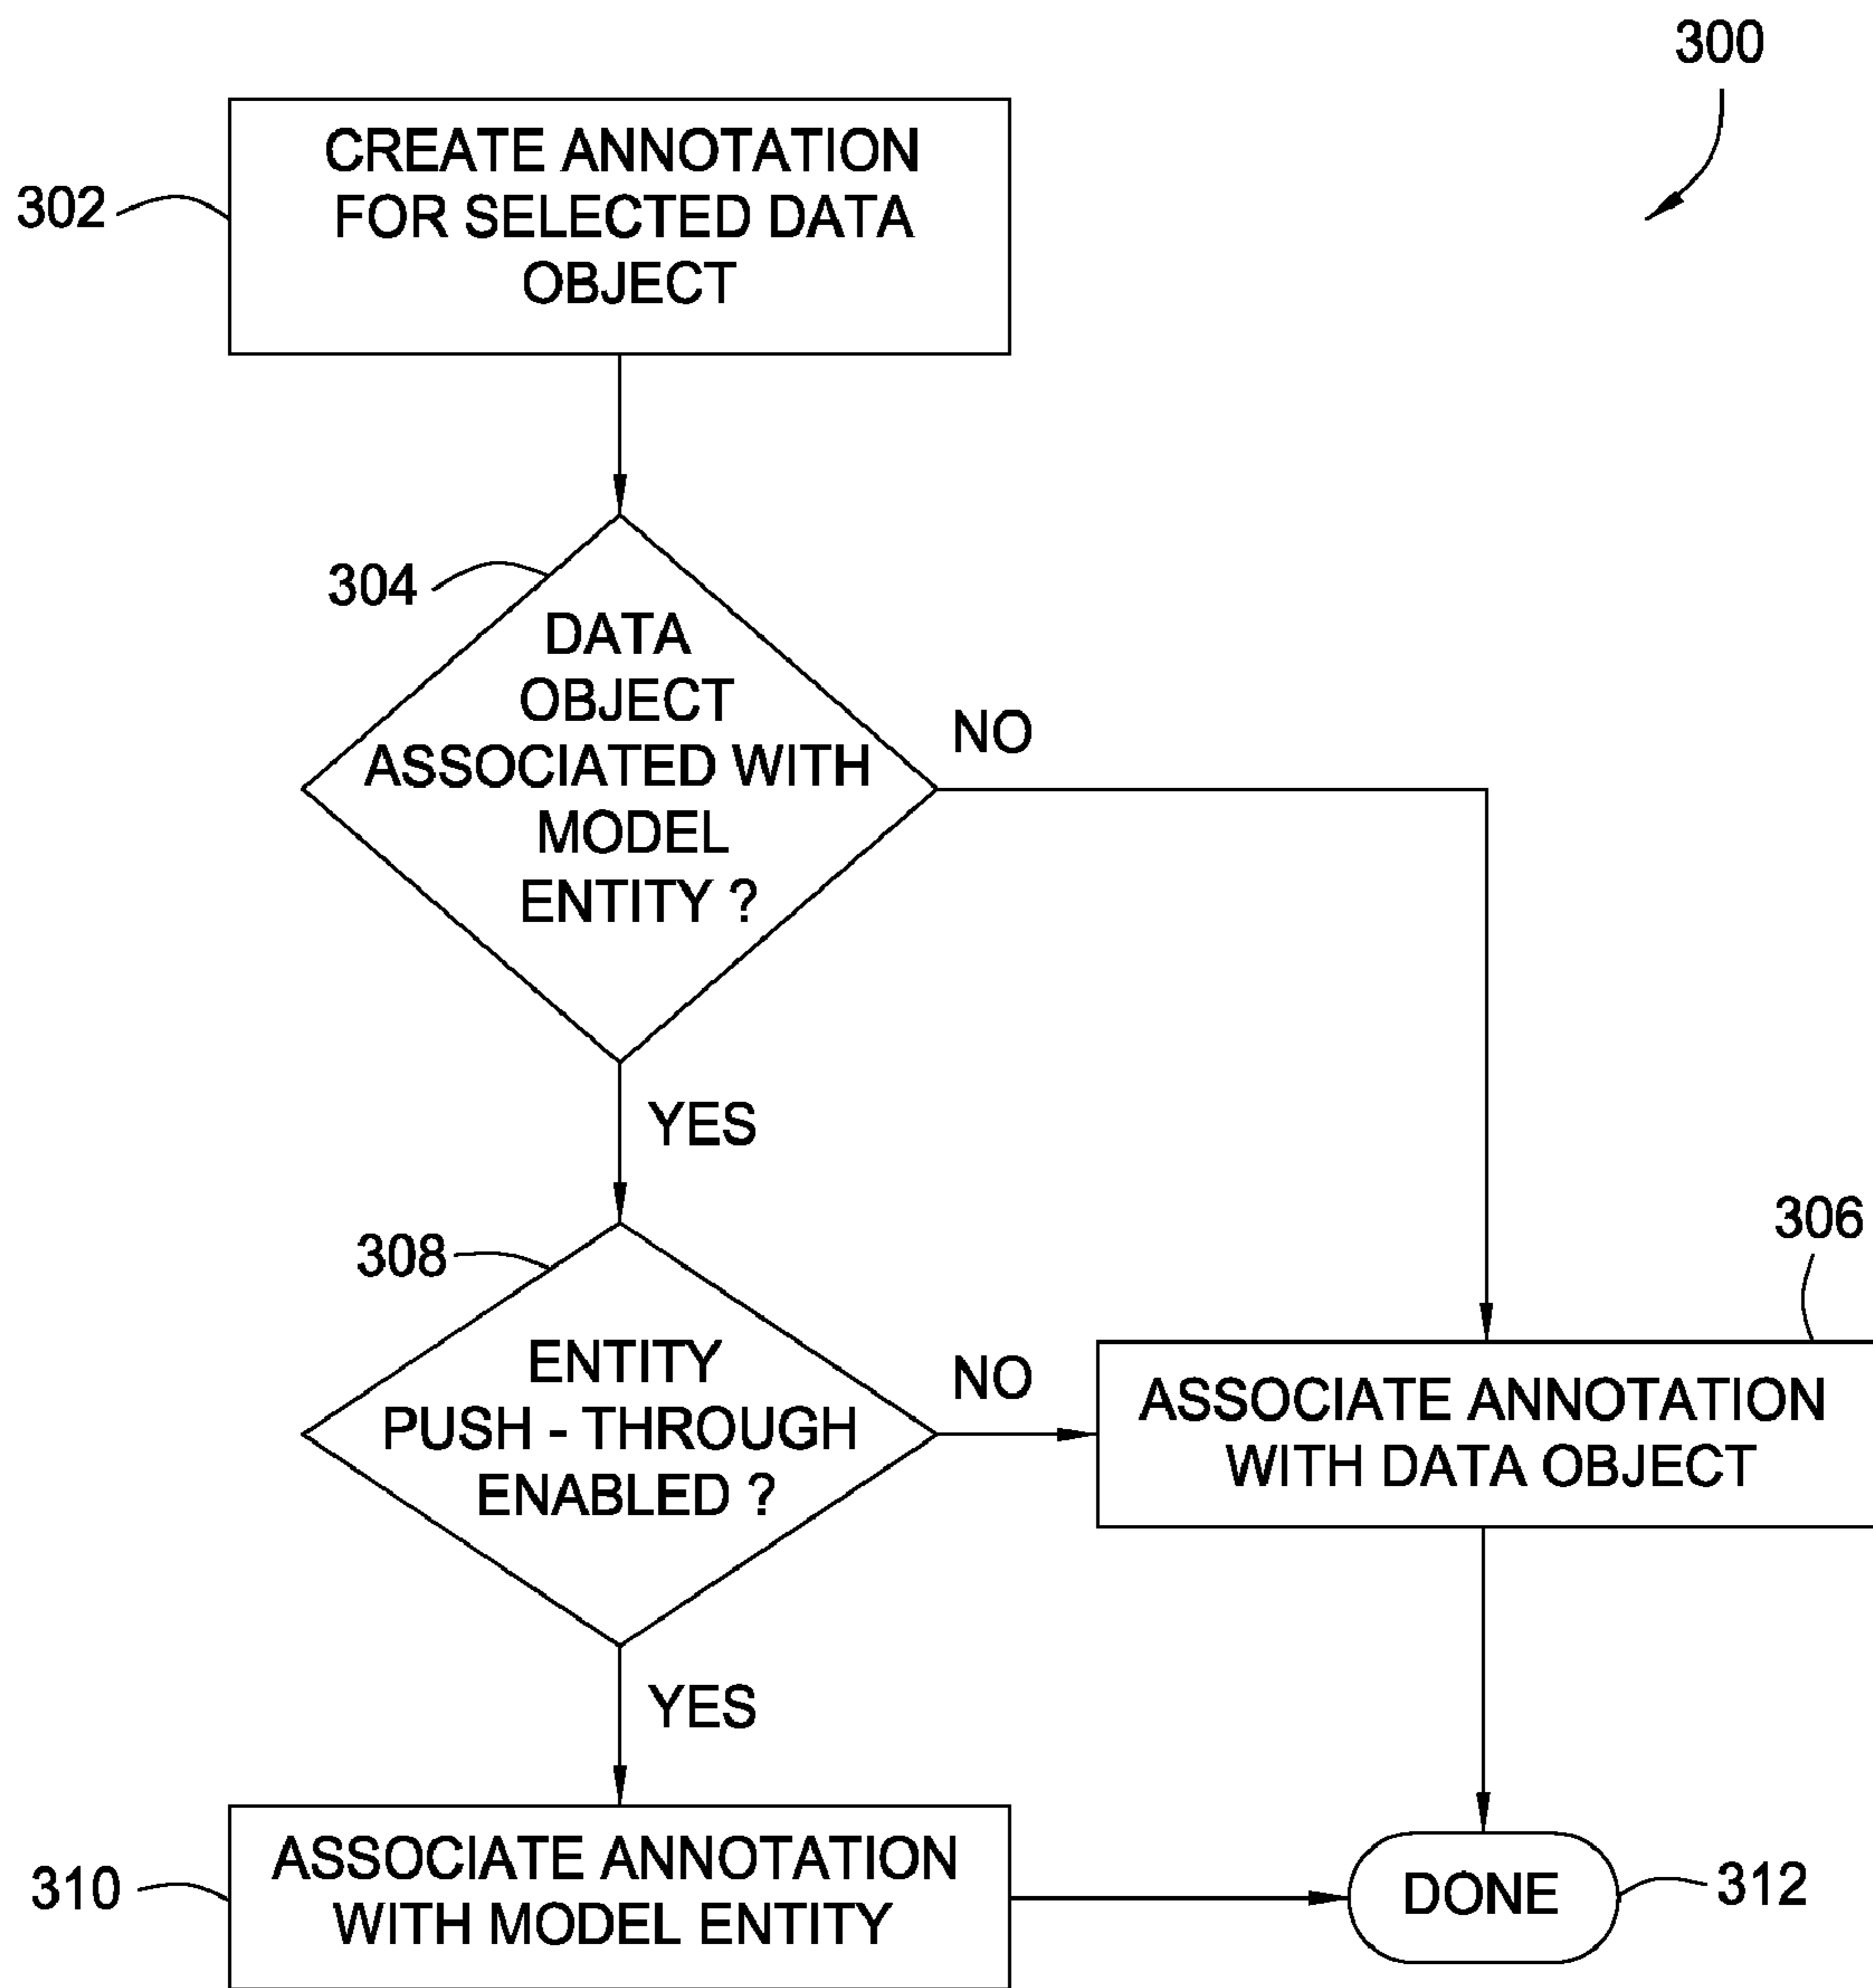 300
302
CREATE ANNOTATION
FOR SELECTED DATA
OBJECT
304
DATA
OBJECT
ASSOCIATED WITH
MODEL
ENTITY ?
NO
YES
308
ENTITY
PUSH - THROUGH
ENABLED ?
NO
306
ASSOCIATE ANNOTATION
WITH DATA OBJECT
YES
310
ASSOCIATE ANNOTATION
WITH MODEL ENTITY
DONE
312